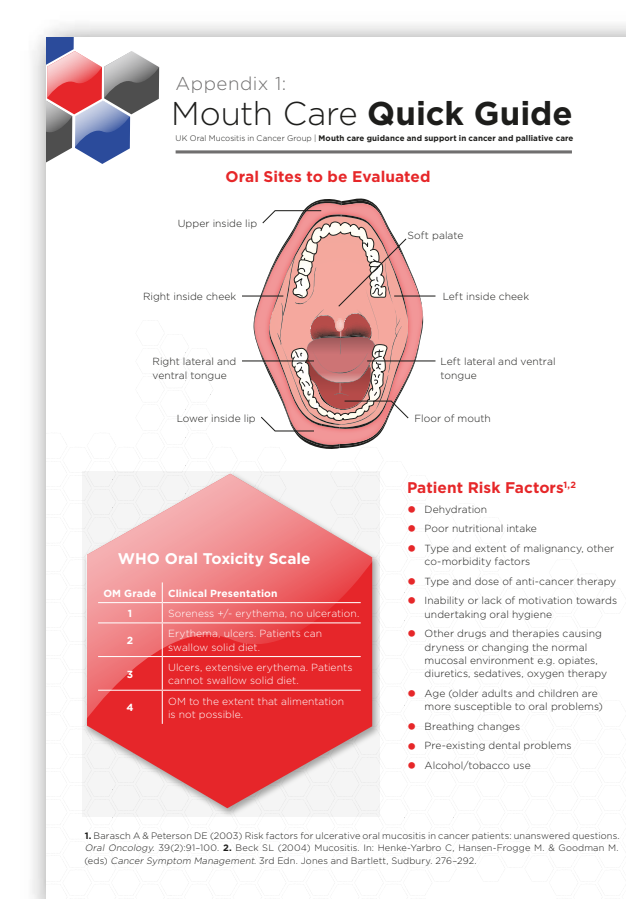 Appendix 1:
Mouth Care Quick Guide
UK Oral Mucositis in Cancer Group | Mouth care guidance and support in cancer and palliative care
Oral Sites to be Evaluated
Upper inside lip
Soft palate
Right inside cheek
Left inside cheek
Right lateral and
ventral tongue
Left lateral and ventral
tongue
Lower inside lip
Floor of mouth
WHO Oral Toxicity Scale
OM Grade Clinical Presentation
1 Soreness +/- erythema, no ulceration.
2 Erythema, ulcers. Patients can
swallow solid diet.
3 Ulcers, extensive erythema. Patients
cannot swallow solid diet.
4 OM to the extent that alimentation
is not possible.
Patient Risk Factors1,2
● Dehydration
● Poor nutritional intake
● Type and extent of malignancy, other
co-morbidity factors
● Type and dose of anti-cancer therapy
● Inability or lack of motivation towards
undertaking oral hygiene
● Other drugs and therapies causing
dryness or changing the normal
mucosal environment e.g. opiates,
diuretics, sedatives, oxygen therapy
● Age (older adults and children are
more susceptible to oral problems)
● Breathing changes
● Pre-existing dental problems
● Alcohol/tobacco use
1. Barasch A & Peterson DE (2003) Risk factors for ulcerative oral mucositis in cancer patients: unanswered questions.
Oral Oncology. 39(2):91–100. 2. Beck SL (2004) Mucositis. In: Henke-Yarbro C, Hansen-Frogge M. & Goodman M.
(eds) Cancer Symptom Management. 3rd Edn. Jones and Bartlett, Sudbury. 276–292.